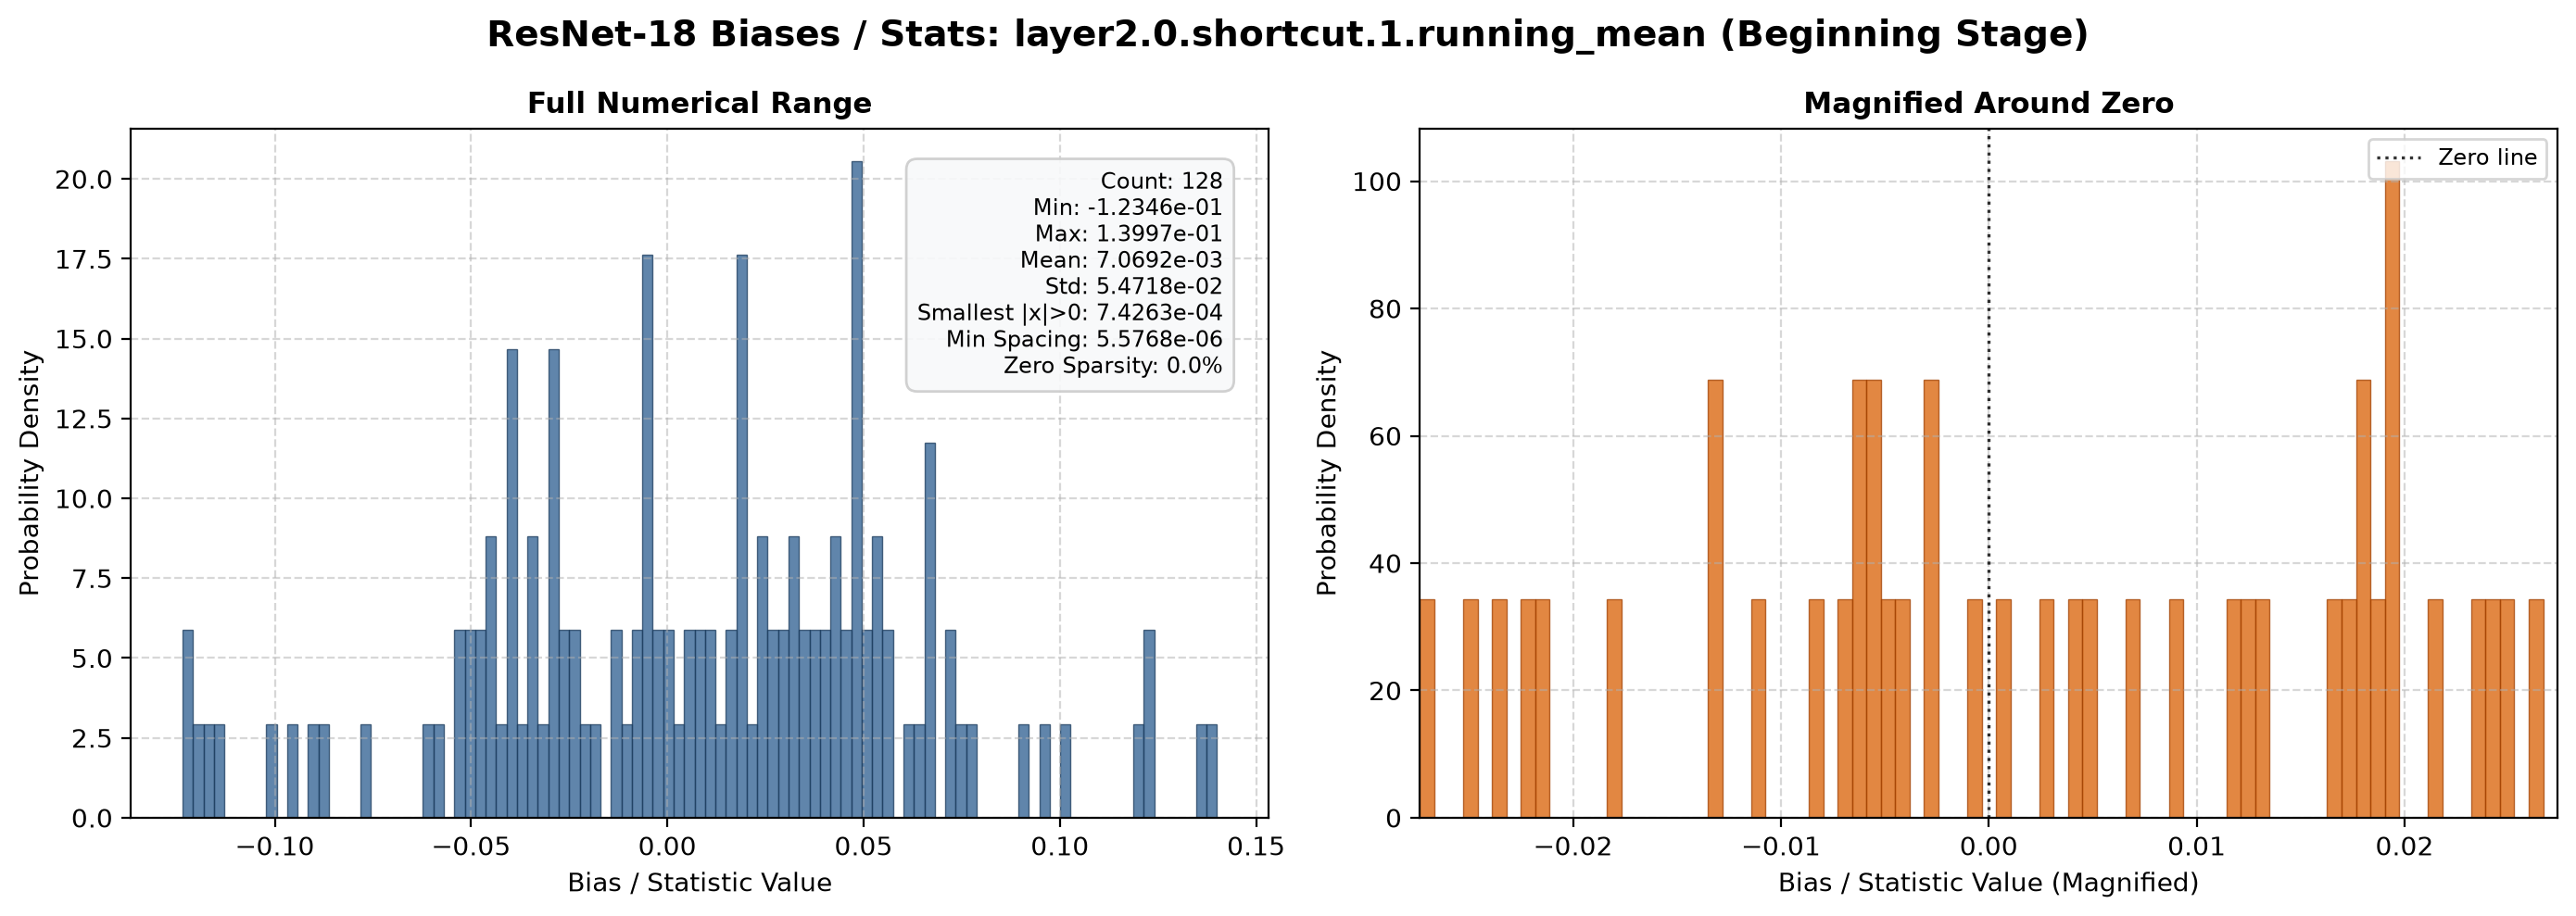 ResNet-18 Biases / Stats: layer2.0.shortcut.1.running_mean (Beginning Stage)
Full Numerical Range
Probability Density
20.0
17.5
15.0
12.5
10.0
7.5
5.0
2.5
0.0
Count: 128
Min: -1.2346e-01
Max: 1.3997e-01
Mean: 7.0692e-03
Std: 5.4718e-02
Smallest |x|>0: 7.4263e-04
Min Spacing: 5.5768e-06
Zero Sparsity: 0.0%
−0.10 −0.05 0.00 0.05 0.10 0.15
Bias / Statistic Value
Magnified Around Zero
Probability Density
100
80
60
40
20
0
Zero line
−0.02 −0.01 0.00 0.01 0.02
Bias / Statistic Value (Magnified)